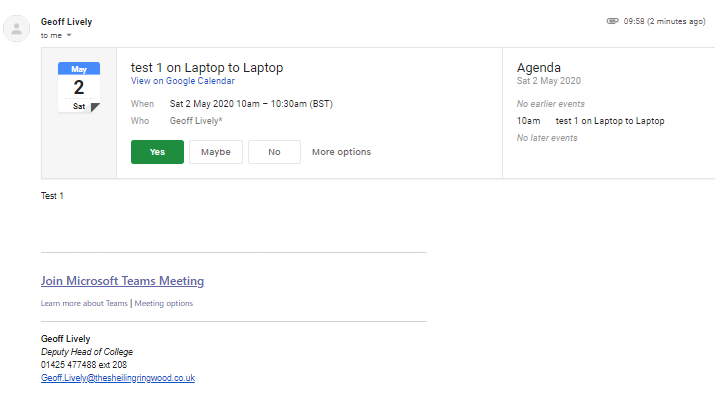 Geoff Lively
09:58 (2 minutes ago)
to me
May
2
Sat
test 1 on Laptop to Laptop
View on Google Calendar
When Sat 2 May 2020 10am – 10:30am (BST)
Who Geoff Lively*
Yes Maybe No More options
Agenda
Sat 2 May 2020
No earlier events
10am test 1 on Laptop to Laptop
No later events
Test 1
Join Microsoft Teams Meeting
Learn more about Teams | Meeting options
Geoff Lively
Deputy Head of College
01425 477488 ext 208
Geoff.Lively@thesheilingringwood.co.uk